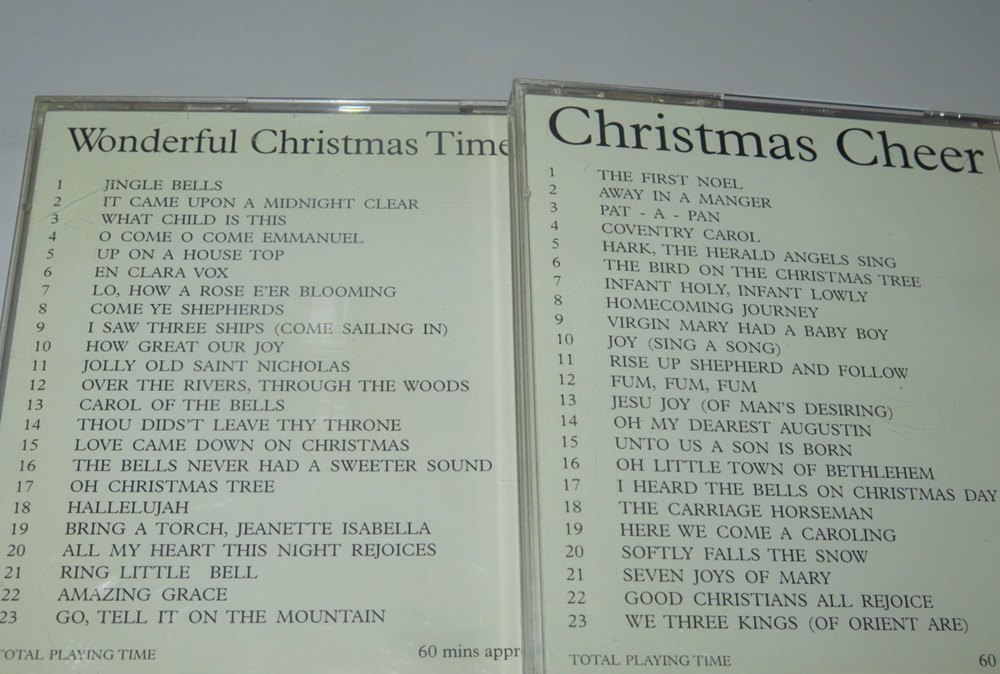 Wonderful Christmas Time
1 JINGLE BELLS
2 IT CAME UPON A MIDNIGHT CLEAR
3 WHAT CHILD IS THIS
4 O COME O COME EMMANUEL
5 UP ON A HOUSE TOP
6 EN CLARA VOX
7 LO, HOW A ROSE E'ER BLOOMING
8 COME YE SHEPHERDS
9 I SAW THREE SHIPS (COME SAILING IN)
10 HOW GREAT OUR JOY
11 JOLLY OLD SAINT NICHOLAS
12 OVER THE RIVERS, THROUGH THE WOODS
13 CAROL OF THE BELLS
14 THOU DIDS'T LEAVE THY THRONE
15 LOVE CAME DOWN ON CHRISTMAS
16 THE BELLS NEVER HAD A SWEETER SOUND
17 OH CHRISTMAS TREE
18 HALLELUJAH
19 BRING A TORCH, JEANETTE ISABELLA
20 ALL MY HEART THIS NIGHT REJOICES
21 RING LITTLE BELL
22 AMAZING GRACE
23 GO, TELL IT ON THE MOUNTAIN
TOTAL PLAYING TIME 60 mins appr
Christmas Cheer
1 THE FIRST NOEL
2 AWAY IN A MANGER
3 PAT - A - PAN
4 COVENTRY CAROL
5 HARK, THE HERALD ANGELS SING
6 THE BIRD ON THE CHRISTMAS TREE
7 INFANT HOLY, INFANT LOWLY
8 HOMECOMING JOURNEY
9 VIRGIN MARY HAD A BABY BOY
10 JOY (SING A SONG)
11 RISE UP SHEPHERD AND FOLLOW
12 FUM, FUM, FUM
13 JESU JOY (OF MAN'S DESIRING)
14 OH MY DEAREST AUGUSTIN
15 UNTO US A SON IS BORN
16 OH LITTLE TOWN OF BETHLEHEM
17 I HEARD THE BELLS ON CHRISTMAS DAY
18 THE CARRIAGE HORSEMAN
19 HERE WE COME A CAROLING
20 SOFTLY FALLS THE SNOW
21 SEVEN JOYS OF MARY
22 GOOD CHRISTIANS ALL REJOICE
23 WE THREE KINGS (OF ORIENT ARE)
TOTAL PLAYING TIME 60